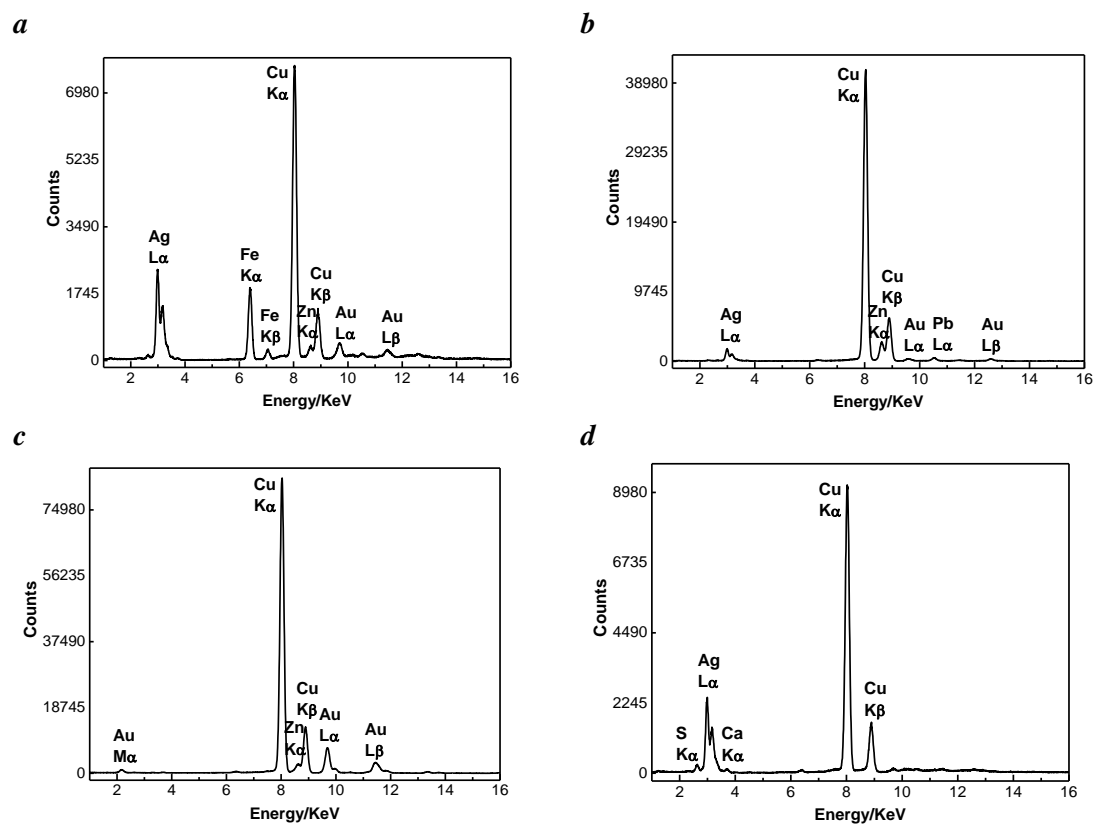 a
Counts
6980
5235
3490
1745
0
Ag
Lα
Fe
Kα
Fe
Kβ
Cu
Kα
Zn
Kα
Cu
Kβ
Au
Lα
Au
Lβ
2 4 6 8 10 12 14 16
Energy/KeV
b
Counts
38980
29235
19490
9745
0
Ag
Lα
Cu
Kα
Zn
Kα
Cu
Kβ
Au
Lα
Pb
Lα
Au
Lβ
2 4 6 8 10 12 14 16
Energy/KeV
c
Counts
74980
56235
37490
18745
0
Au
Mα
Cu
Kα
Zn
Kα
Cu
Kβ
Au
Lα
Au
Lβ
2 4 6 8 10 12 14 16
Energy/KeV
d
Counts
8980
6735
4490
2245
0
S
Kα
Ag
Lα
Ca
Kα
Cu
Kα
Cu
Kβ
2 4 6 8 10 12 14 16
Energy/KeV